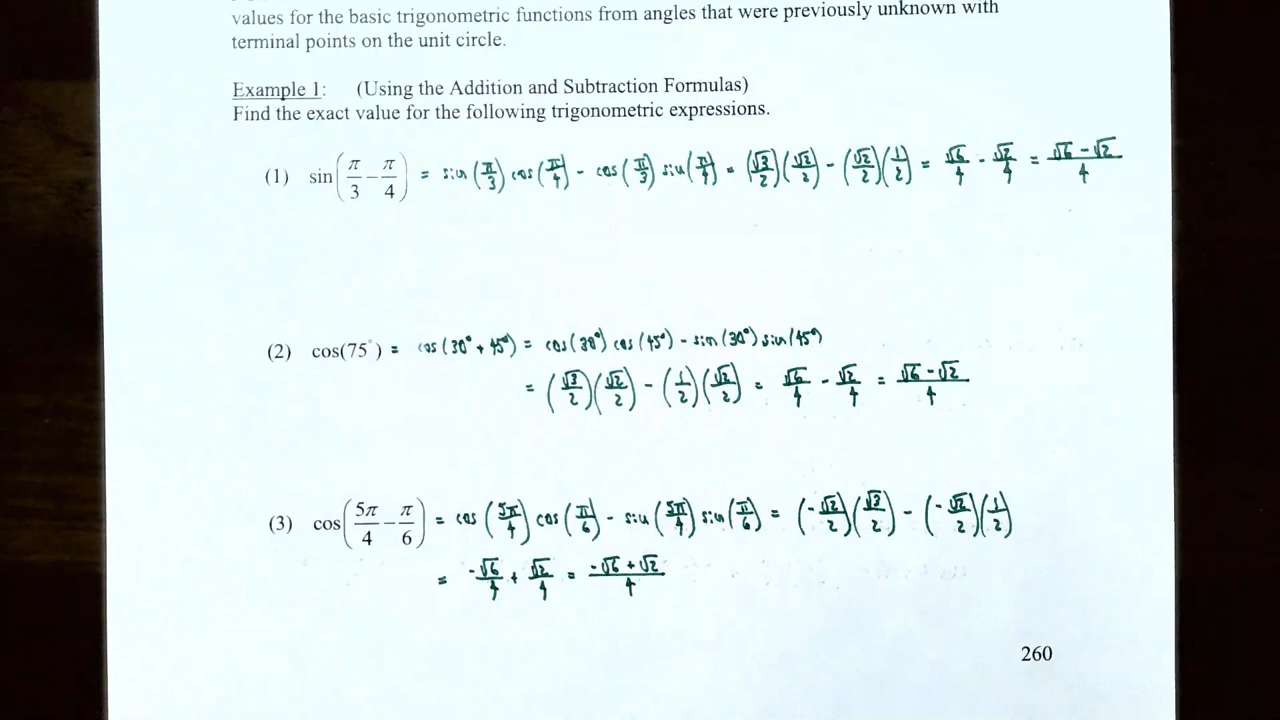 values for the basic trigonometric functions from angles that were previously unknown with
terminal points on the unit circle.
Example 1: (Using the Addition and Subtraction Formulas)
Find the exact value for the following trigonometric expressions.
(1) sin(π/3 − π/4) = sin(π/3) cos(π/4) - cos(π/3) sin(π/4) = (√3/2)(√2/2) - (√2/2)(1/2) = √6/4 - √2/4 = (√6 - √2)/4
(2) cos(75°) = cos(30° + 45°) = cos(30°) cos(45°) - sin(30°) sin(45°)
= (√3/2)(√2/2) - (1/2)(√2/2) = √6/4 - √2/4 = (√6 - √2)/4
(3) cos(5π/4 − π/6) = cos(5π/4) cos(π/6) - sin(5π/4) sin(π/6) = (-√2/2)(√3/2) - (-√2/2)(1/2)
= -√6/4 + √2/4 = (-√6 + √2)/4
260